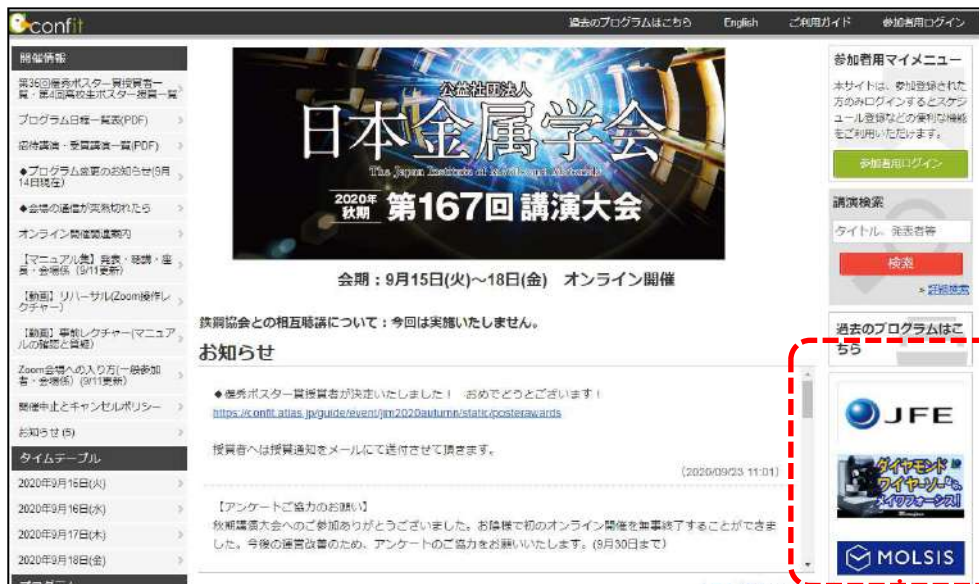 confit
過去のプログラムはこちら
English
ご利用ガイド
参加者用ログイン
開催情報
第36回優秀ポスター賞授賞者一
覧・第4回高校生ポスター授賞一覧
プログラム日程一覧表(PDF)
招待講演・受賞講演一覧(PDF)
◆プログラム変更のお知らせ(9月
14日現在)
◆会場の通信が突然切れたら
オンライン開催関連案内
【マニュアル集】発表・聴講・座
長・会場係（9/11更新）
【動画】リハーサル(Zoom操作レ
クチャー)
【動画】事前レクチャー(マニュア
ルの確認と質疑)
Zoom会場への入り方(一般参加
者・会場係)（9/11更新）
開催中止とキャンセルポリシー
お知らせ (5)
タイムテーブル
2020年9月15日(火)
2020年9月16日(水)
2020年9月17日(木)
2020年9月18日(金)
プログラム
公益社団法人
日本金属学会
The Japan Institute of Metals and Materials
2020年
秋期
第167回 講演大会
会期：9月15日(火)～18日(金)　オンライン開催
鉄鋼協会との相互聴講について：今回は実施いたしません。
お知らせ
◆優秀ポスター賞授賞者が決定いたしました！　おめでとうございます！
https://confit.atlas.jp/guide/event/jim2020autumn/static/posterawards
授賞者へは授賞通知をメールにて送付させて頂きます。
(2020/09/23 11:01)
【アンケートご協力のお願い】
秋期講演大会へのご参加ありがとうございました。お陰様で初のオンライン開催を無事終了することができま
した。今後の運営改善のため、アンケートのご協力をお願いいたします。(9月30日まで)
参加者用マイメニュー
本サイトは、参加登録された
方のみログインするとスケジ
ュール登録などの便利な機能
をご利用いただけます。
参加者用ログイン
講演検索
タイトル、発表者等
検索
» 詳細検索
過去のプログラムはこ
ちら
JFE
ダイヤモンド
ワイヤーソーなら
メイワフォーシス!
MOLSIS